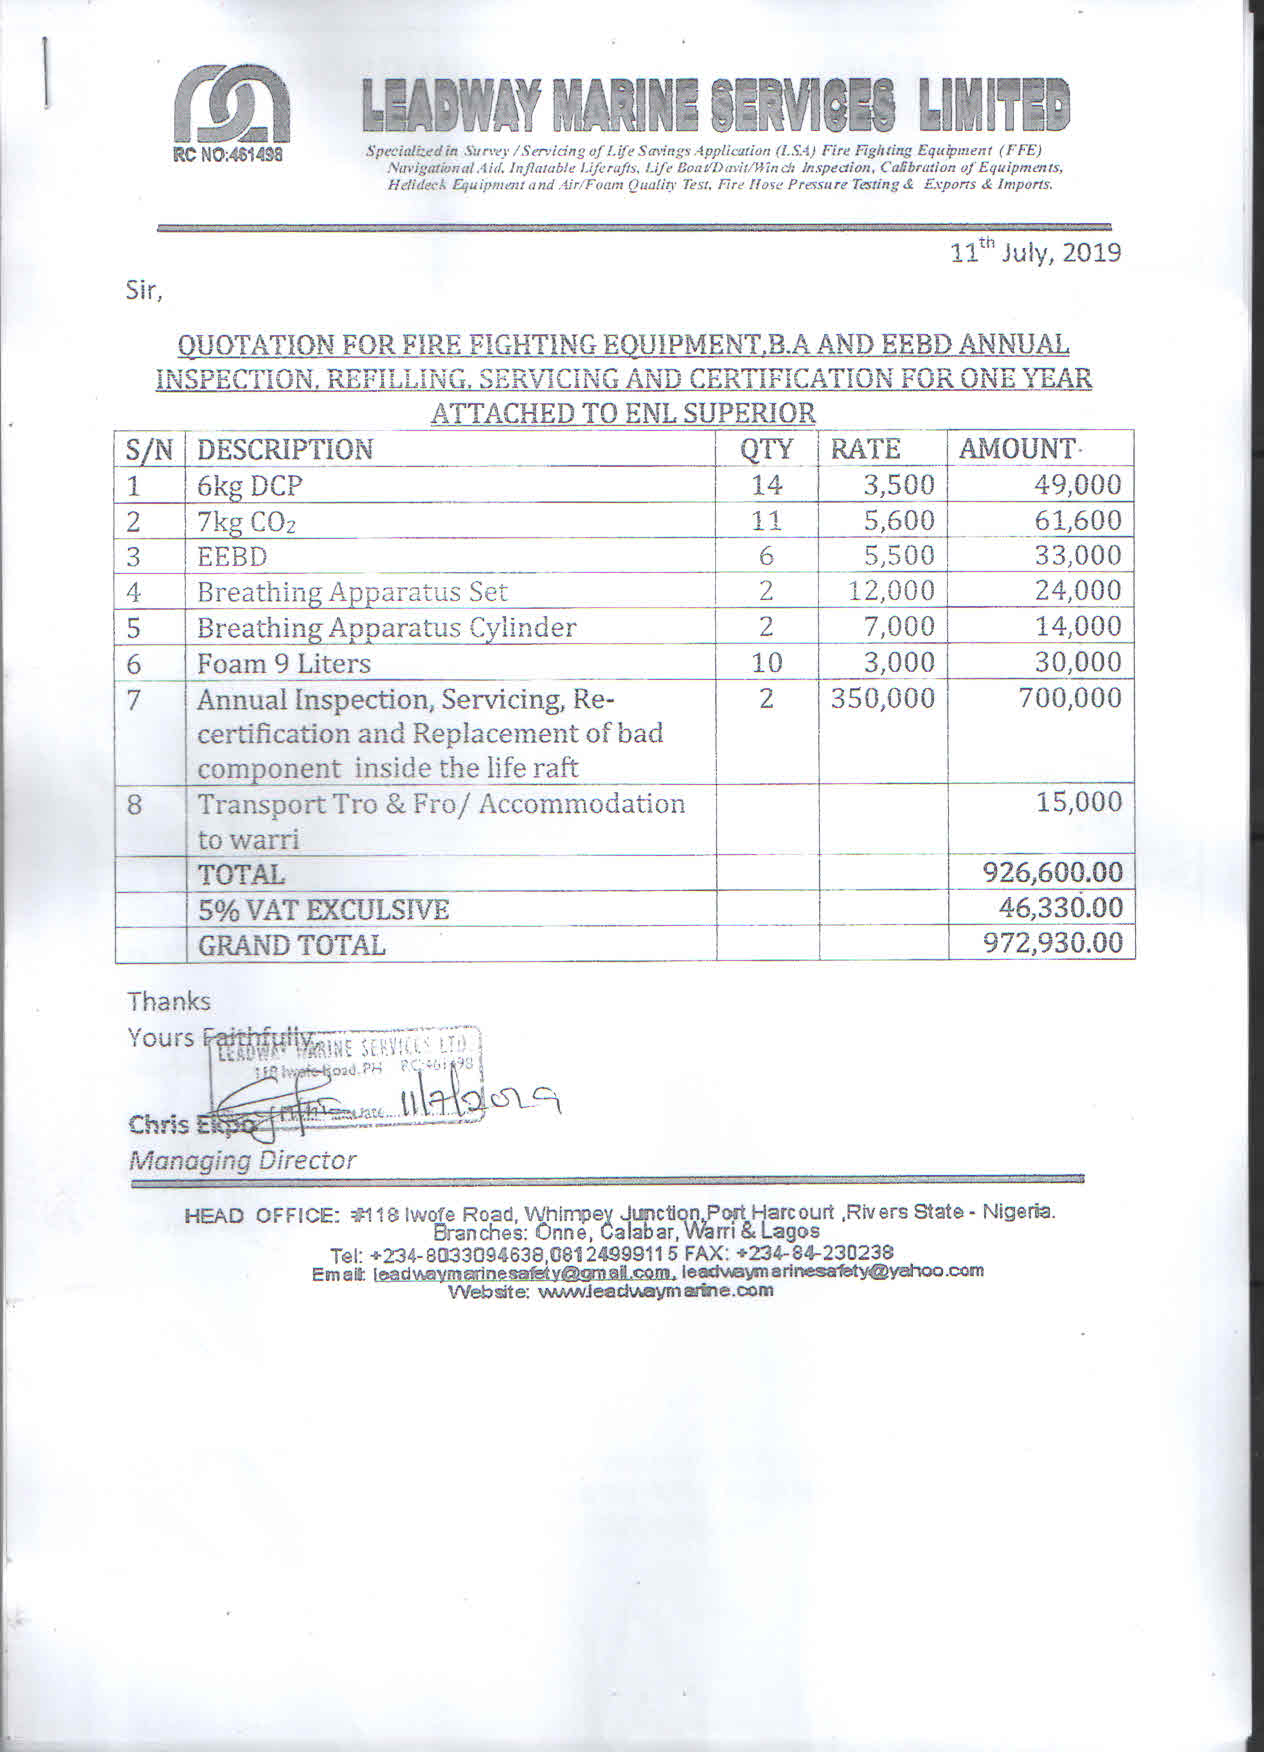 LEADWAY MARINE SERVICES LIMITED
RC NO:461498
Specialized in Survey / Servicing of Life Savings Application (LSA) Fire Fighting Equipment (FFE)
Navigational Aid, Inflatable Liferafts, Life Boat/Davit/Winch Inspection, Calibration of Equipments,
Helideck Equipment and Air/Foam Quality Test, Fire Hose Pressure Testing & Exports & Imports.
11th July, 2019
Sir,
QUOTATION FOR FIRE FIGHTING EQUIPMENT,B.A AND EEBD ANNUAL
INSPECTION, REFILLING, SERVICING AND CERTIFICATION FOR ONE YEAR
ATTACHED TO ENL SUPERIOR
S/N DESCRIPTION QTY RATE AMOUNT
1 6kg DCP 14 3,500 49,000
2 7kg CO2 11 5,600 61,600
3 EEBD 6 5,500 33,000
4 Breathing Apparatus Set 2 12,000 24,000
5 Breathing Apparatus Cylinder 2 7,000 14,000
6 Foam 9 Liters 10 3,000 30,000
7 Annual Inspection, Servicing, Re- 2 350,000 700,000
certification and Replacement of bad
component inside the life raft
8 Transport Tro & Fro/ Accommodation 15,000
to warri
TOTAL 926,600.00
5% VAT EXCULSIVE 46,330.00
GRAND TOTAL 972,930.00
Thanks
Yours Faithfully,
LEADWAY MARINE SERVICES LTD
118 Iwofe Road, PH RC:461498
11/7/2019
Chris Ekpo
Managing Director
HEAD OFFICE: #118 Iwofe Road, Whimpey Junction,Port Harcourt ,Rivers State - Nigeria.
Branches: Onne, Calabar, Warri & Lagos
Tel: +234-8033094638,08124999115 FAX: +234-84-230238
Email: leadwaymarinesafety@gmail.com, leadwaymarinesafety@yahoo.com
Website: www.leadwaymarine.com